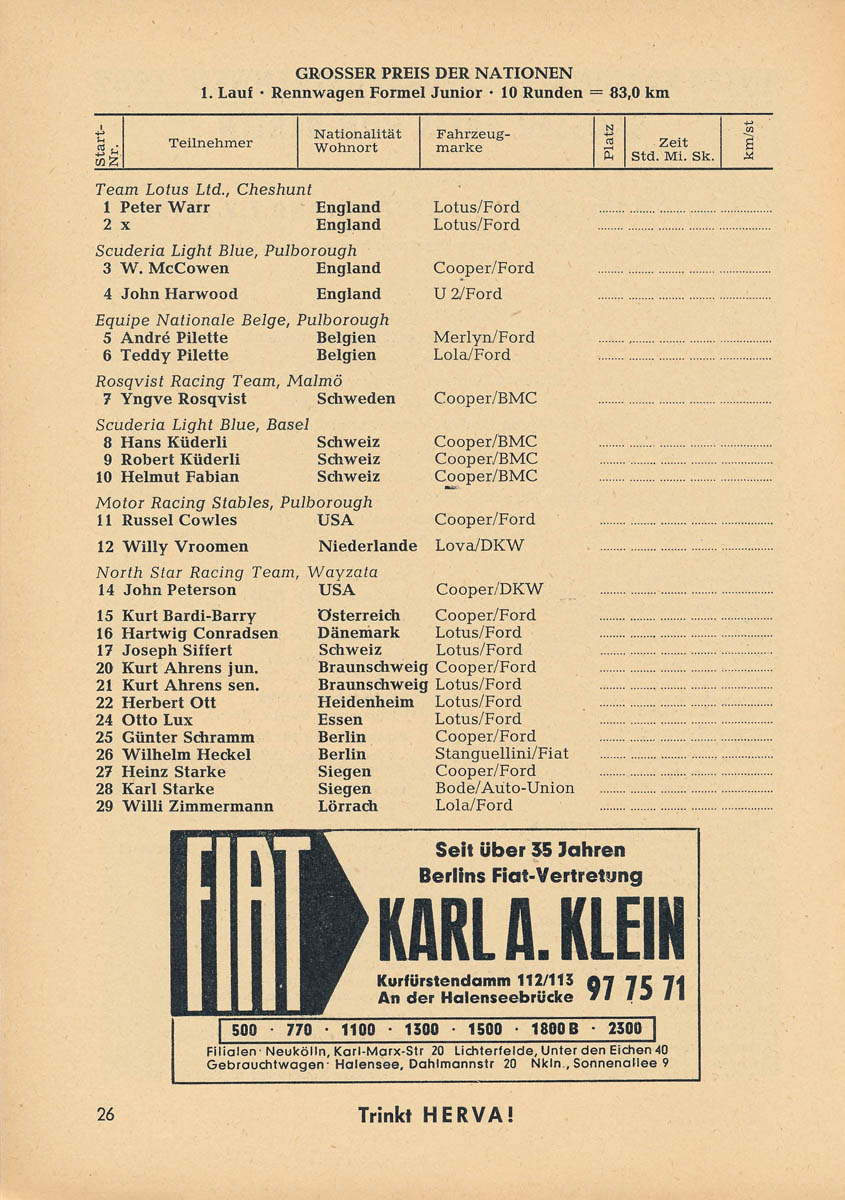 GROSSER PREIS DER NATIONEN
1. Lauf · Rennwagen Formel Junior · 10 Runden = 83,0 km
Start-Nr. Teilnehmer Nationalität Wohnort Fahrzeug-marke Platz Zeit Std. Mi. Sk. km/st
Team Lotus Ltd., Cheshunt
1 Peter Warr England Lotus/Ford
2 x England Lotus/Ford
Scuderia Light Blue, Pulborough
3 W. McCowen England Cooper/Ford
4 John Harwood England U 2/Ford
Equipe Nationale Belge, Pulborough
5 André Pilette Belgien Merlyn/Ford
6 Teddy Pilette Belgien Lola/Ford
Rosqvist Racing Team, Malmö
7 Yngve Rosqvist Schweden Cooper/BMC
Scuderia Light Blue, Basel
8 Hans Küderli Schweiz Cooper/BMC
9 Robert Küderli Schweiz Cooper/BMC
10 Helmut Fabian Schweiz Cooper/BMC
Motor Racing Stables, Pulborough
11 Russel Cowles USA Cooper/Ford
12 Willy Vroomen Niederlande Lova/DKW
North Star Racing Team, Wayzata
14 John Peterson USA Cooper/DKW
15 Kurt Bardi-Barry Österreich Cooper/Ford
16 Hartwig Conradsen Dänemark Lotus/Ford
17 Joseph Siffert Schweiz Lotus/Ford
20 Kurt Ahrens jun. Braunschweig Cooper/Ford
21 Kurt Ahrens sen. Braunschweig Lotus/Ford
22 Herbert Ott Heidenheim Lotus/Ford
24 Otto Lux Essen Lotus/Ford
25 Günter Schramm Berlin Cooper/Ford
26 Wilhelm Heckel Berlin Stanguellini/Fiat
27 Heinz Starke Siegen Cooper/Ford
28 Karl Starke Siegen Bode/Auto-Union
29 Willi Zimmermann Lörrach Lola/Ford
FIAT
Seit über 35 Jahren
Berlins Fiat-Vertretung
KARL A. KLEIN
Kurfürstendamm 112/113
An der Halenseebrücke 97 75 71
500 · 770 · 1100 · 1300 · 1500 · 1800 B · 2300
Filialen· Neukölln, Karl-Marx-Str 20 Lichterfelde, Unter den Eichen 40
Gebrauchtwagen· Halensee, Dahlmannstr 20 Nkln., Sonnenallee 9
26 Trinkt HERVA!